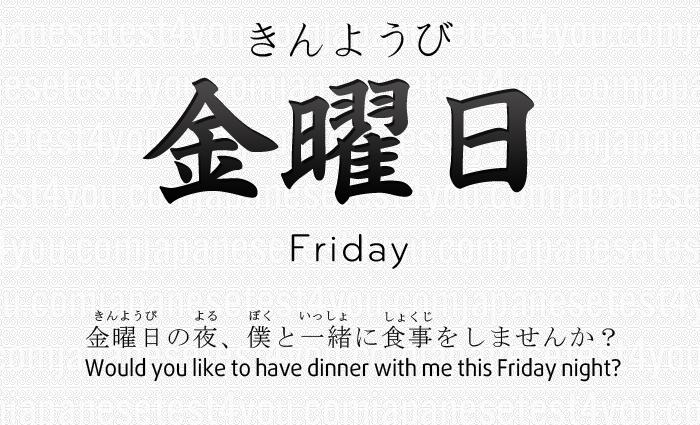 きんようび
金曜日
Friday
きんようび よる ぼく いっしょ しょくじ
金曜日の夜、僕と一緒に食事をしませんか？
Would you like to have dinner with me this Friday night?